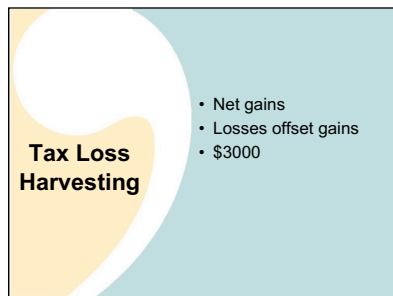 Tax Loss
Harvesting
• Net gains
• Losses offset gains
• $3000